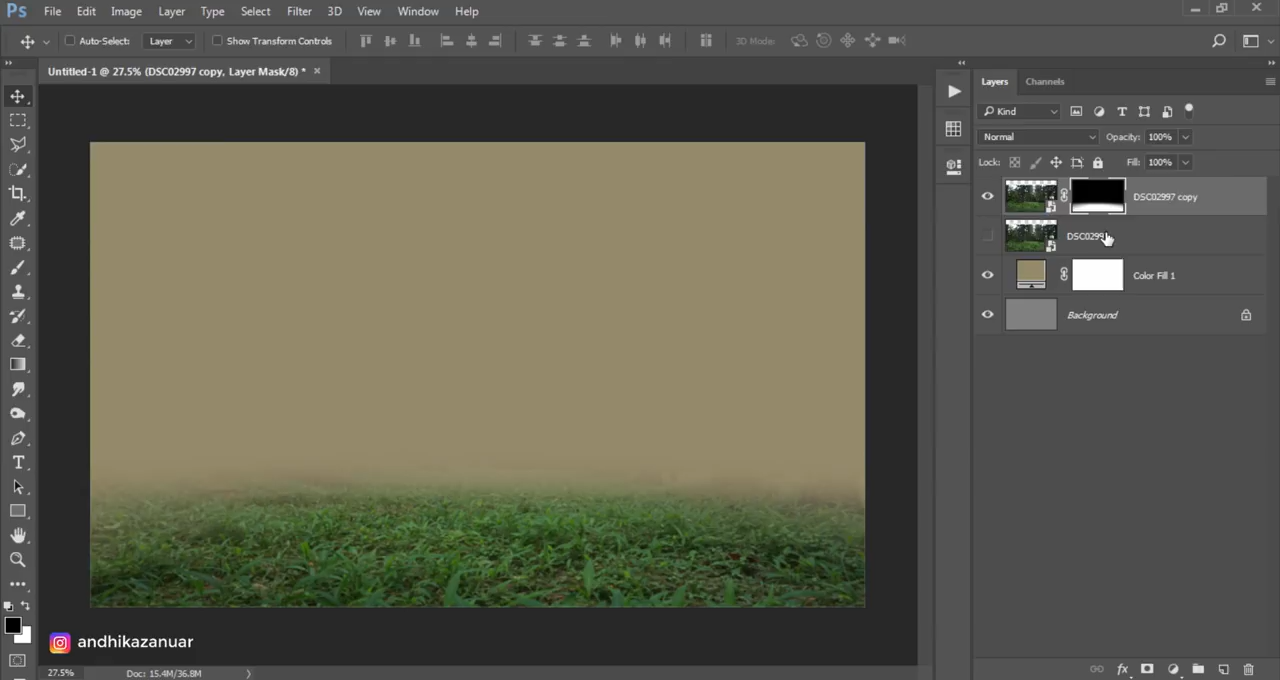 Ps File Edit Image Layer Type Select Filter 3D View Window Help
Auto-Select: Layer Show Transform Controls 3D Mode:
Untitled-1 @ 27.5% (DSC02997 copy, Layer Mask/8) * ×
Layers Channels
Kind
Normal Opacity: 100%
Lock: Fill: 100%
DSC02997 copy
Color Fill 1
Background
andhikazanuar
27.5% Doc: 15.4M/36.8M
fx